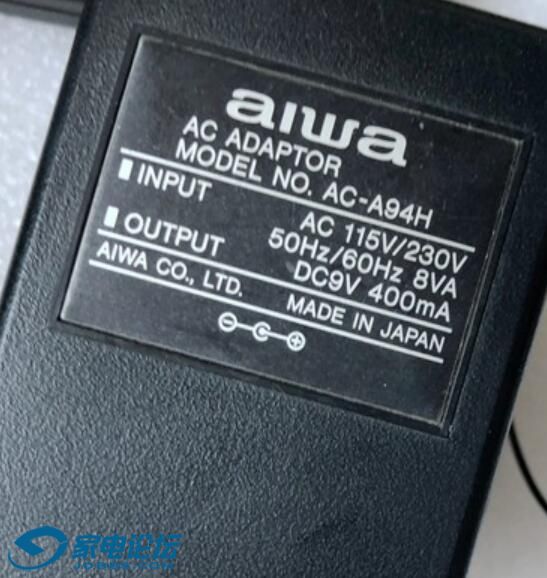 aiwa
AC ADAPTOR
MODEL NO. AC-A94H
INPUT AC 115V/230V
50Hz/60Hz 8VA
OUTPUT DC9V 400mA
AIWA CO., LTD. MADE IN JAPAN
家电论坛